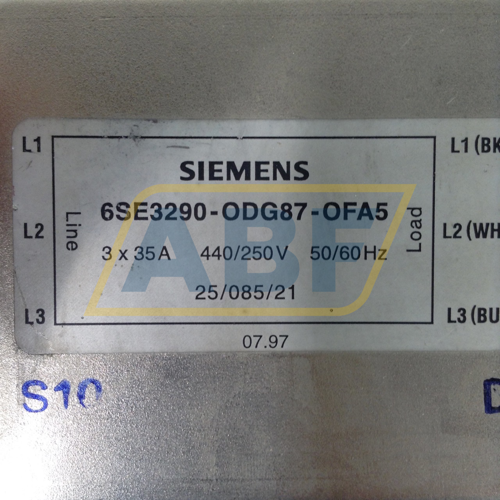 L1
SIEMENS
L1 (BK
6SE3290-ODG87-OFA5
L2
Line
3 x 35A 440/250V 50/60Hz
Load
L2 (WH
25/085/21
L3
L3 (BU
07.97
ABF
S10
D